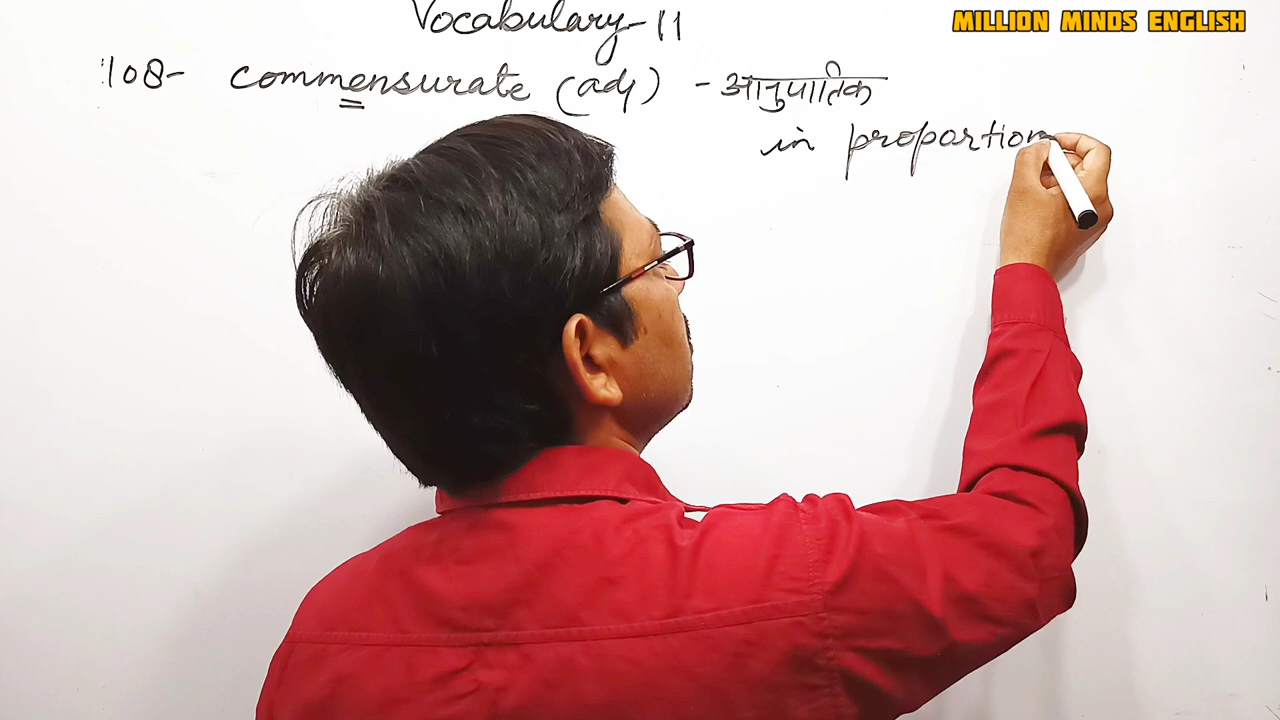 MILLION MINDS ENGLISH
Vocabulary-11
108- commensurate (adj) - आनुपातिक
in proportion